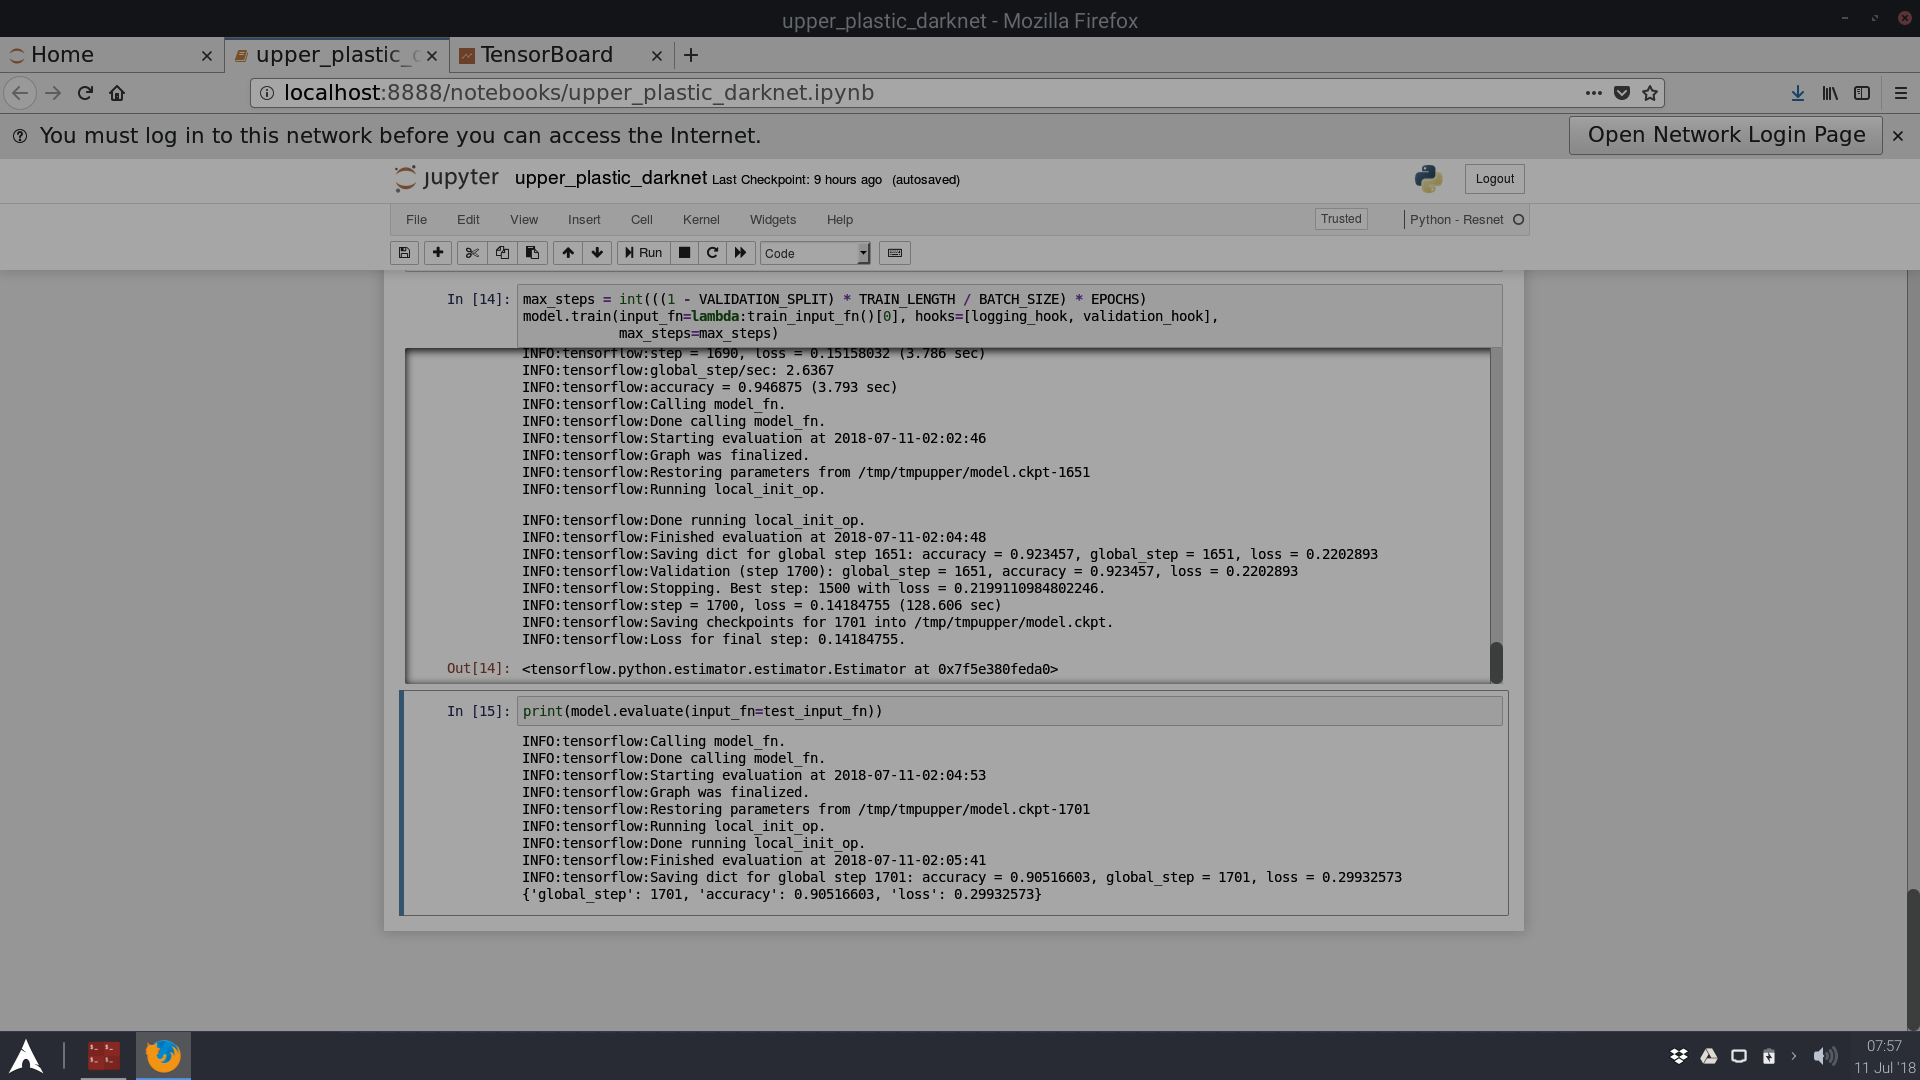 upper_plastic_darknet - Mozilla Firefox
Home
upper_plastic_
TensorBoard
localhost:8888/notebooks/upper_plastic_darknet.ipynb
You must log in to this network before you can access the Internet.
Open Network Login Page
jupyter upper_plastic_darknet Last Checkpoint: 9 hours ago (autosaved)
Logout
File Edit View Insert Cell Kernel Widgets Help
Trusted Python - Resnet
Run Code
In [14]: max_steps = int(((1 - VALIDATION_SPLIT) * TRAIN_LENGTH / BATCH_SIZE) * EPOCHS)
model.train(input_fn=lambda:train_input_fn()[0], hooks=[logging_hook, validation_hook],
max_steps=max_steps)
INFO:tensorflow:step = 1690, loss = 0.15158032 (3.786 sec)
INFO:tensorflow:global_step/sec: 2.6367
INFO:tensorflow:accuracy = 0.946875 (3.793 sec)
INFO:tensorflow:Calling model_fn.
INFO:tensorflow:Done calling model_fn.
INFO:tensorflow:Starting evaluation at 2018-07-11-02:02:46
INFO:tensorflow:Graph was finalized.
INFO:tensorflow:Restoring parameters from /tmp/tmpupper/model.ckpt-1651
INFO:tensorflow:Running local_init_op.
INFO:tensorflow:Done running local_init_op.
INFO:tensorflow:Finished evaluation at 2018-07-11-02:04:48
INFO:tensorflow:Saving dict for global step 1651: accuracy = 0.923457, global_step = 1651, loss = 0.2202893
INFO:tensorflow:Validation (step 1700): global_step = 1651, accuracy = 0.923457, loss = 0.2202893
INFO:tensorflow:Stopping. Best step: 1500 with loss = 0.2199110984802246.
INFO:tensorflow:step = 1700, loss = 0.14184755 (128.606 sec)
INFO:tensorflow:Saving checkpoints for 1701 into /tmp/tmpupper/model.ckpt.
INFO:tensorflow:Loss for final step: 0.14184755.
Out[14]: <tensorflow.python.estimator.estimator.Estimator at 0x7f5e380feda0>
In [15]: print(model.evaluate(input_fn=test_input_fn))
INFO:tensorflow:Calling model_fn.
INFO:tensorflow:Done calling model_fn.
INFO:tensorflow:Starting evaluation at 2018-07-11-02:04:53
INFO:tensorflow:Graph was finalized.
INFO:tensorflow:Restoring parameters from /tmp/tmpupper/model.ckpt-1701
INFO:tensorflow:Running local_init_op.
INFO:tensorflow:Done running local_init_op.
INFO:tensorflow:Finished evaluation at 2018-07-11-02:05:41
INFO:tensorflow:Saving dict for global step 1701: accuracy = 0.90516603, global_step = 1701, loss = 0.29932573
{'global_step': 1701, 'accuracy': 0.90516603, 'loss': 0.29932573}
07:57
11 Jul '18